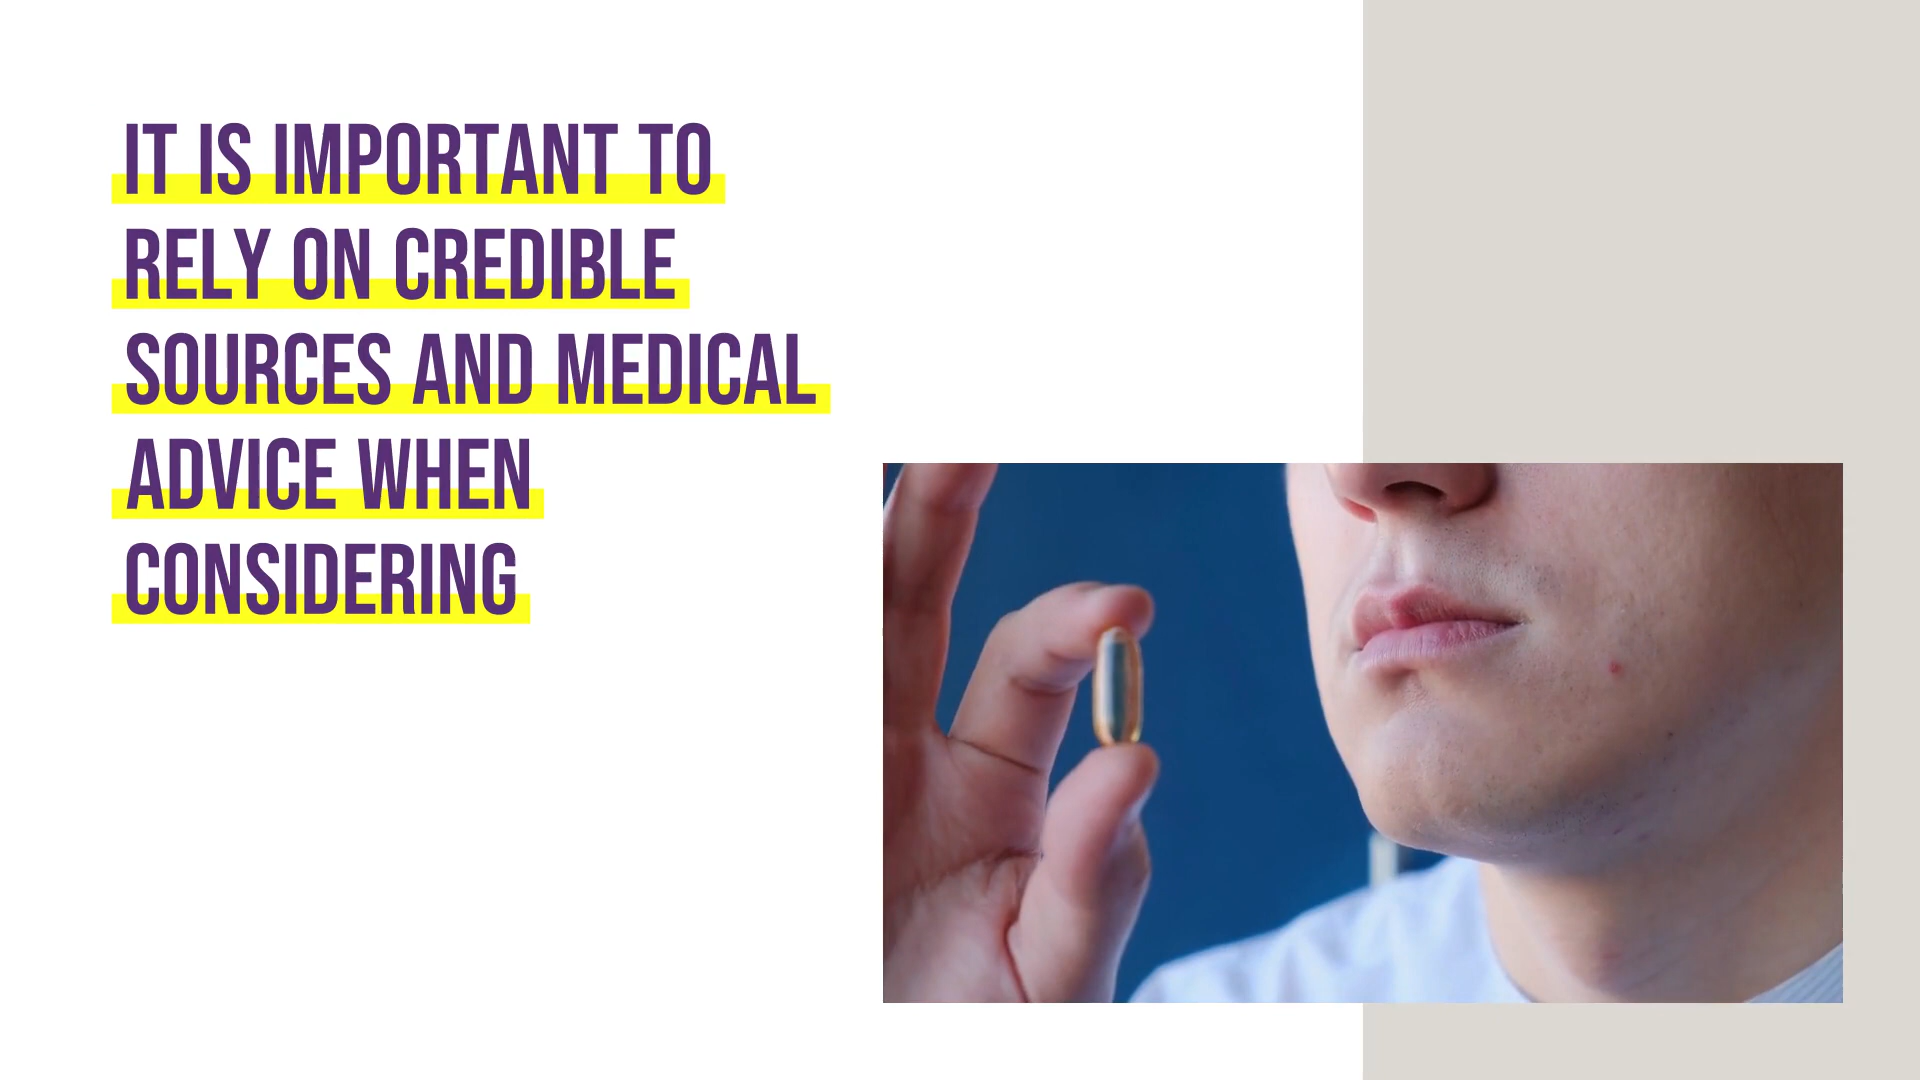 IT IS IMPORTANT TO
RELY ON CREDIBLE
SOURCES AND MEDICAL
ADVICE WHEN
CONSIDERING